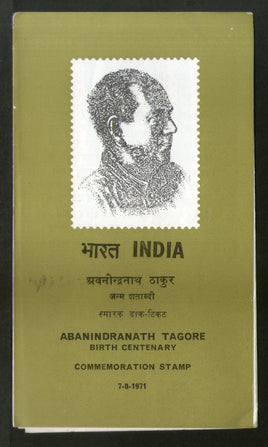 भारत INDIA
अवनीन्द्रनाथ ठाकुर
जन्म शताब्दी
स्मारक डाक-टिकट
ABANINDRANATH TAGORE
BIRTH CENTENARY
COMMEMORATION STAMP
7-8-1971